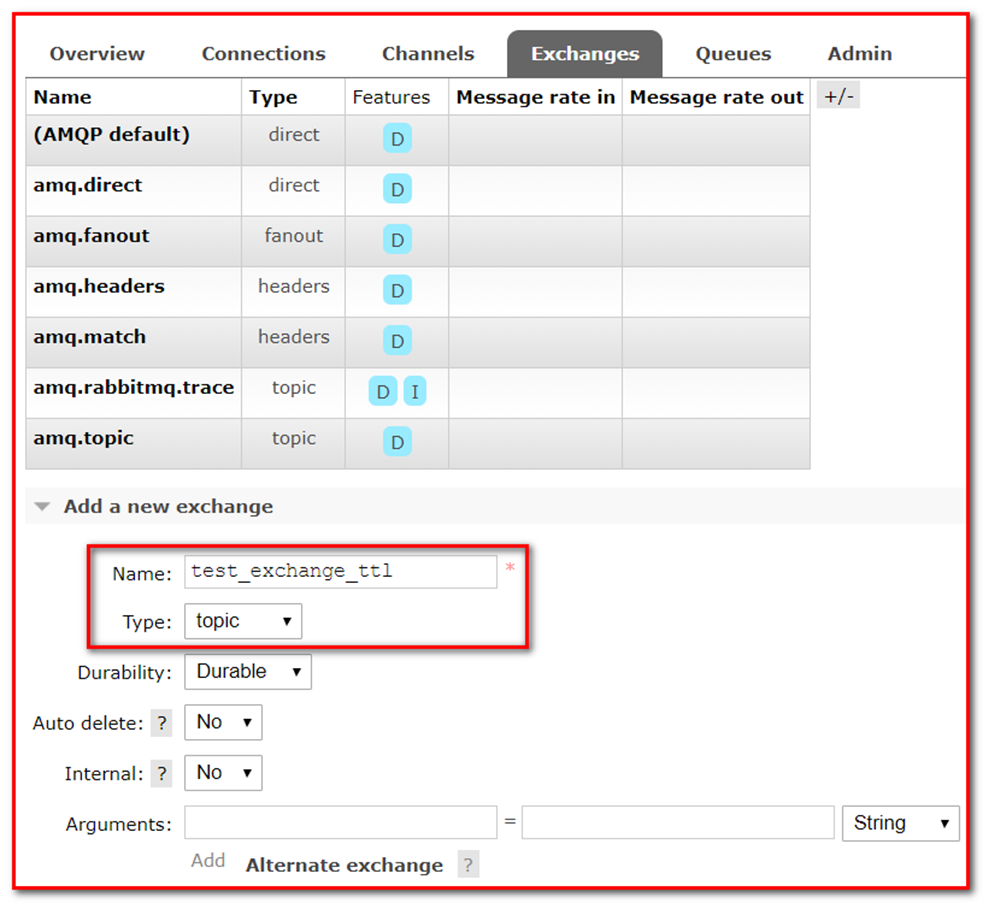 Overview Connections Channels Exchanges Queues Admin
Name Type Features Message rate in Message rate out +/-
(AMQP default) direct D
amq.direct direct D
amq.fanout fanout D
amq.headers headers D
amq.match headers D
amq.rabbitmq.trace topic D I
amq.topic topic D
Add a new exchange
Name: test_exchange_ttl *
Type: topic
Durability: Durable
Auto delete: ? No
Internal: ? No
Arguments: = String
Add Alternate exchange ?